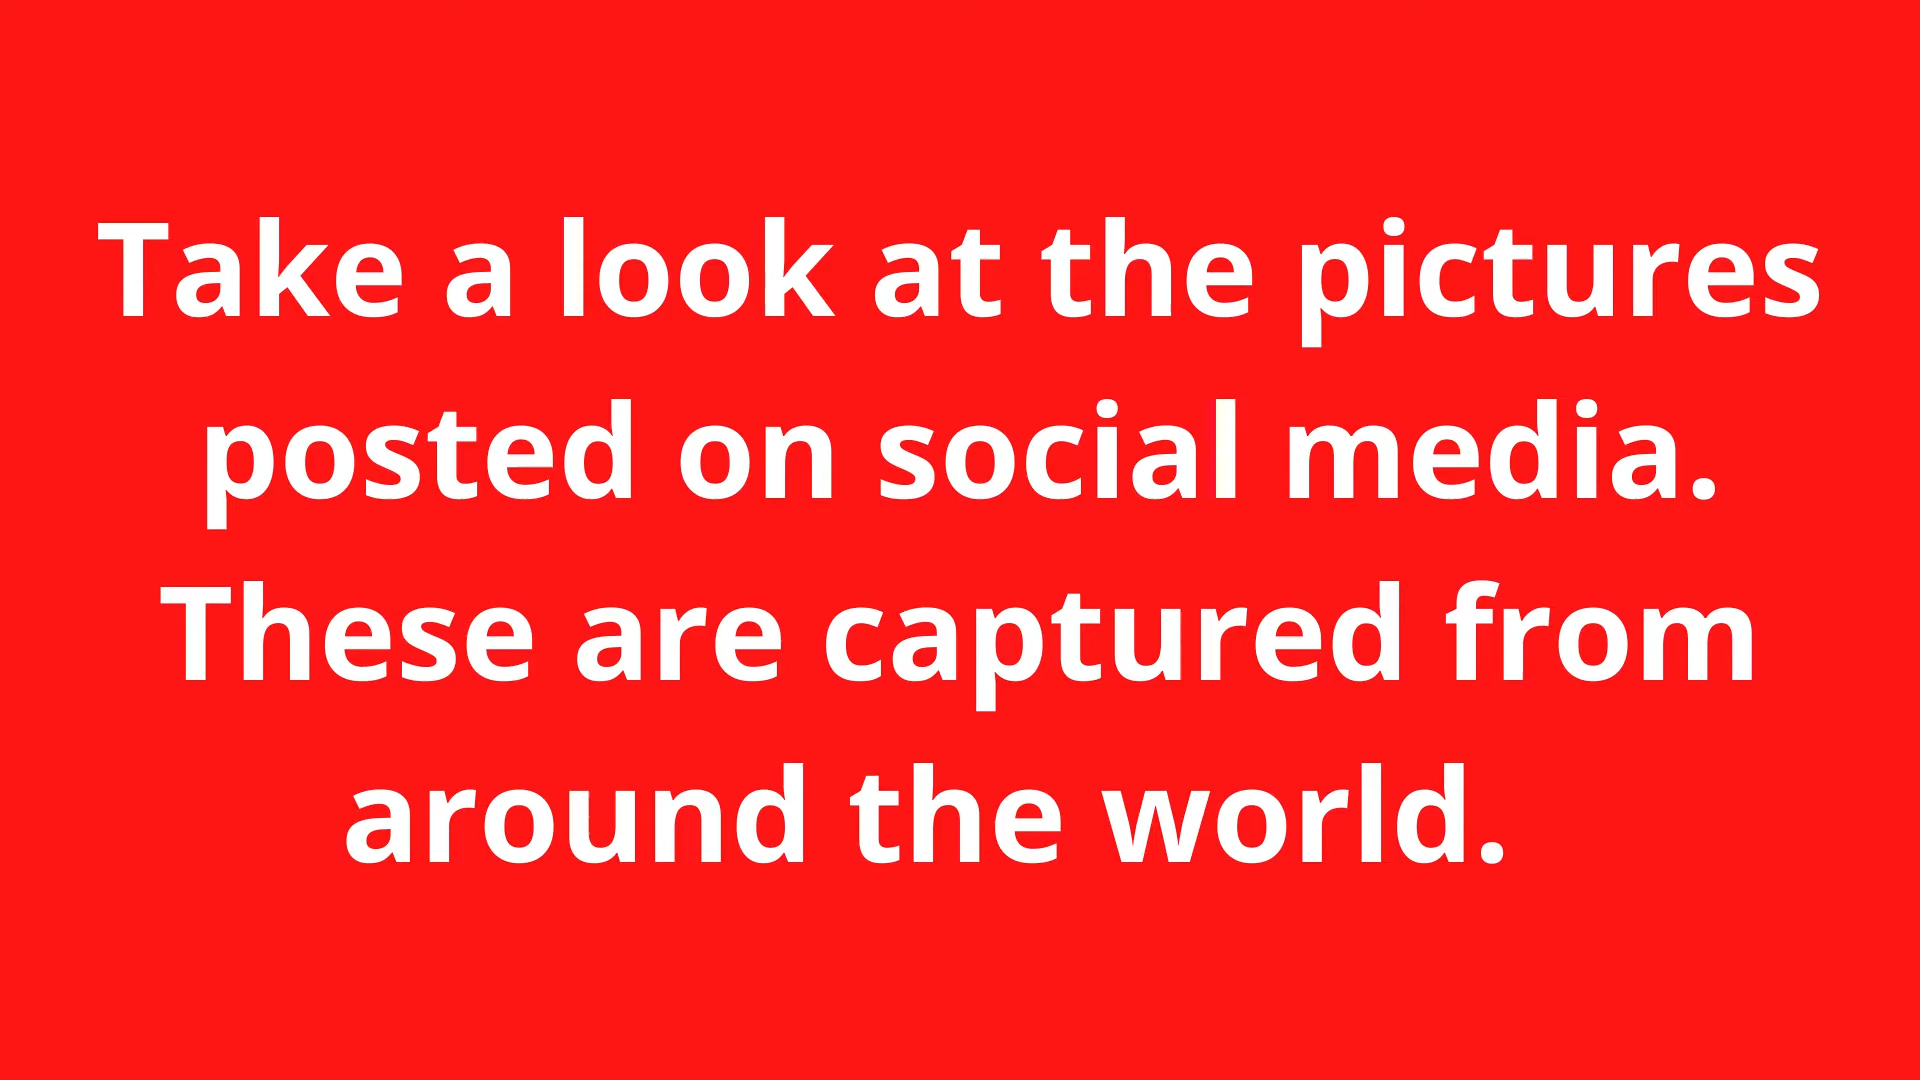 Take a look at the pictures
posted on social media.
These are captured from
around the world.